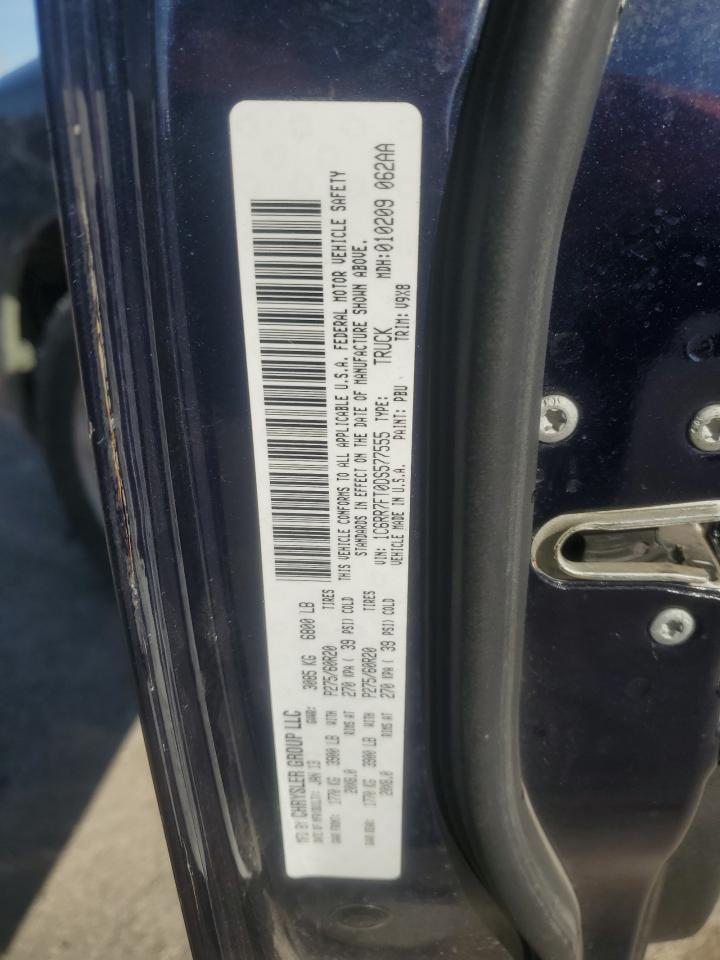 MFD BY CHRYSLER GROUP LLC
DATE OF MFR(BUILT): JAN 13 GVWR: 3085 KG 6800 LB
GAWR FRONT: 1770 KG 3900 LB WITH P275/60R20 TIRES
20X8.0 RIMS AT 270 KPA ( 39 PSI) COLD
GAWR REAR: 1770 KG 3900 LB WITH P275/60R20 TIRES
20X8.0 RIMS AT 270 KPA ( 39 PSI) COLD
THIS VEHICLE CONFORMS TO ALL APPLICABLE U.S.A. FEDERAL MOTOR VEHICLE SAFETY
STANDARDS IN EFFECT ON THE DATE OF MANUFACTURE SHOWN ABOVE.
VIN: 1C6RR7FT0DS577555 TYPE: TRUCK MDH:010209 062AA
VEHICLE MADE IN U.S.A. PAINT: PBU TRIM: V9X8